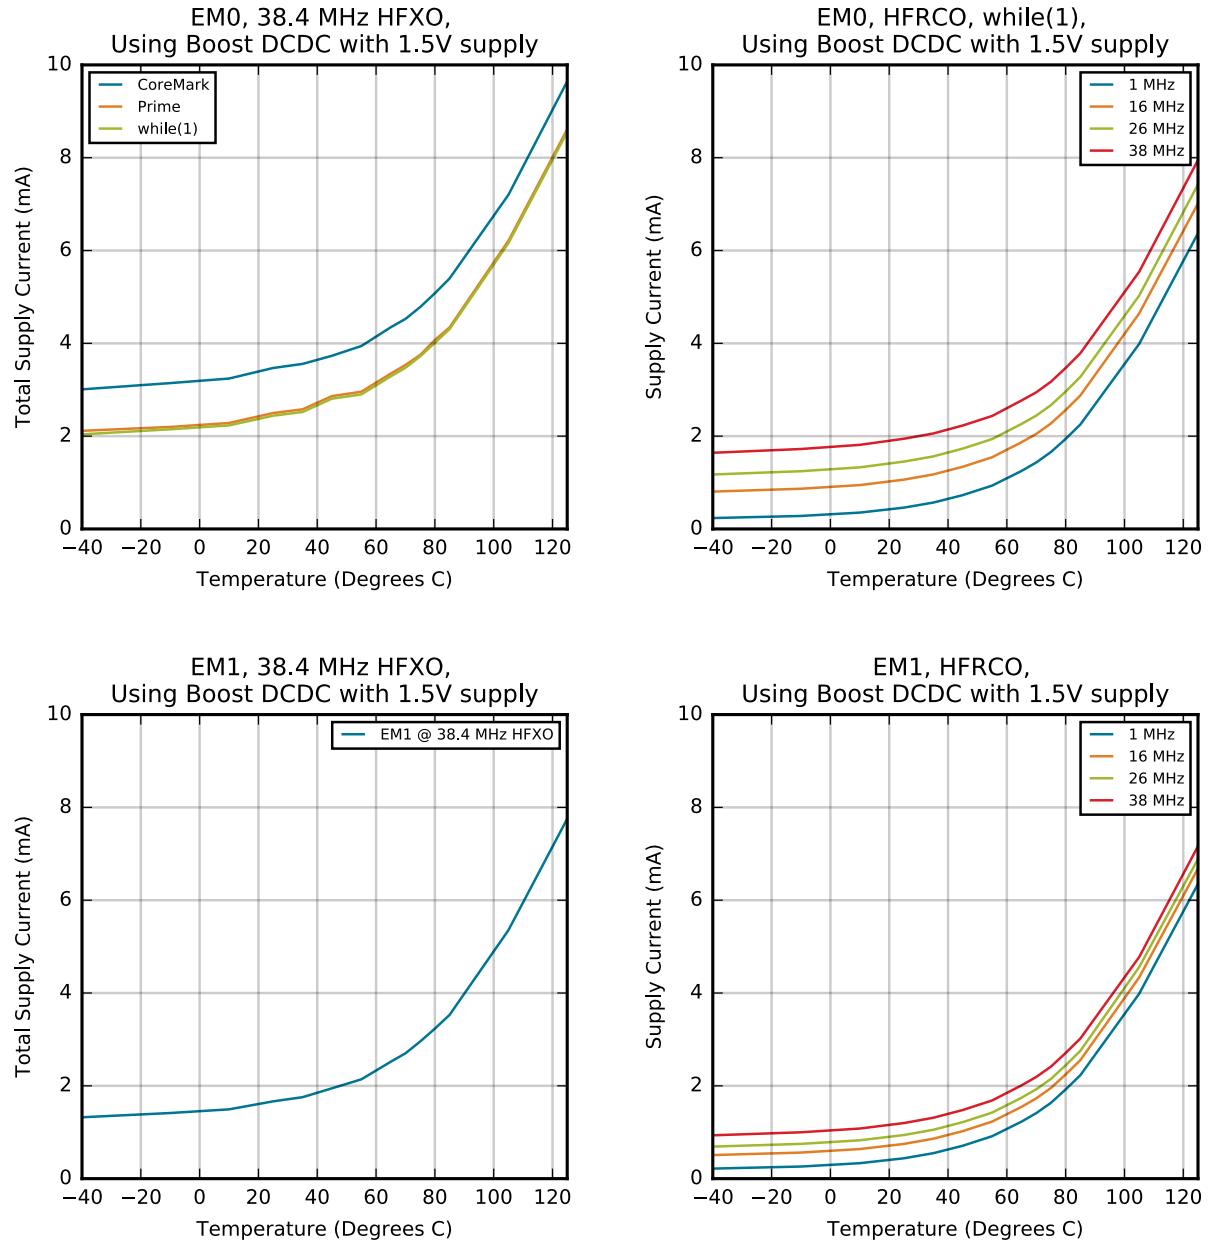 EM0, 38.4 MHz HFXO,
Using Boost DCDC with 1.5V supply
Total Supply Current (mA)
10
8
6
4
2
0
CoreMark
Prime
while(1)
−40 −20 0 20 40 60 80 100 120
Temperature (Degrees C)
EM0, HFRCO, while(1),
Using Boost DCDC with 1.5V supply
Supply Current (mA)
10
8
6
4
2
0
1 MHz
16 MHz
26 MHz
38 MHz
−40 −20 0 20 40 60 80 100 120
Temperature (Degrees C)
EM1, 38.4 MHz HFXO,
Using Boost DCDC with 1.5V supply
Total Supply Current (mA)
10
8
6
4
2
0
EM1 @ 38.4 MHz HFXO
−40 −20 0 20 40 60 80 100 120
Temperature (Degrees C)
EM1, HFRCO,
Using Boost DCDC with 1.5V supply
Supply Current (mA)
10
8
6
4
2
0
1 MHz
16 MHz
26 MHz
38 MHz
−40 −20 0 20 40 60 80 100 120
Temperature (Degrees C)